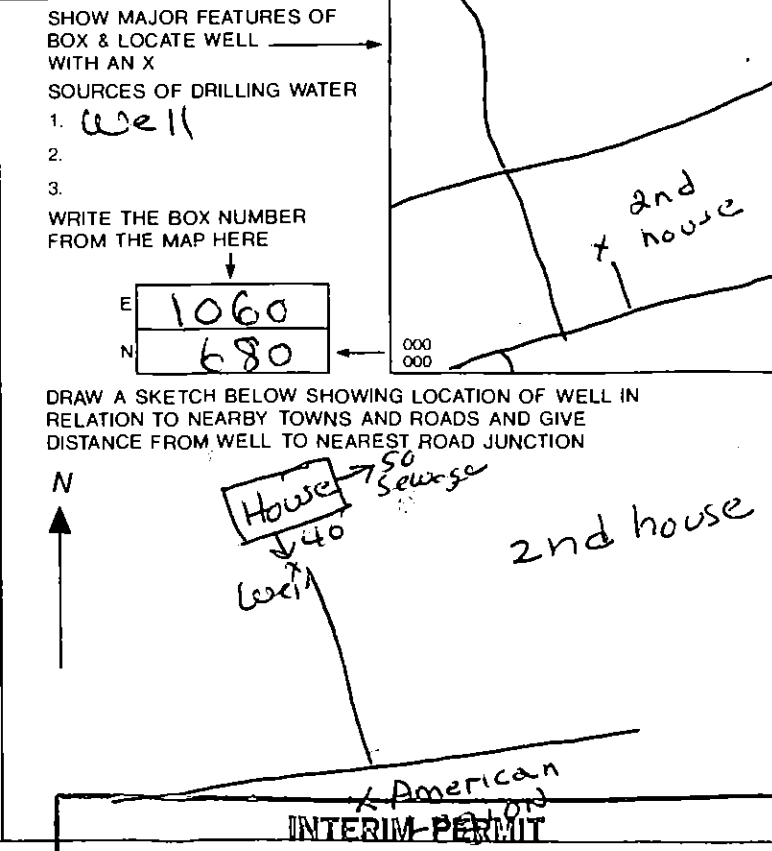 SHOW MAJOR FEATURES OF
BOX & LOCATE WELL
WITH AN X
SOURCES OF DRILLING WATER
1. Well
2.
3.
WRITE THE BOX NUMBER
FROM THE MAP HERE
E 1060
N 680
000
000
2nd
x house
DRAW A SKETCH BELOW SHOWING LOCATION OF WELL IN
RELATION TO NEARBY TOWNS AND ROADS AND GIVE
DISTANCE FROM WELL TO NEAREST ROAD JUNCTION
N
House
50
Sewage
40
x
Well
2nd house
x American
INTERIM PERMIT